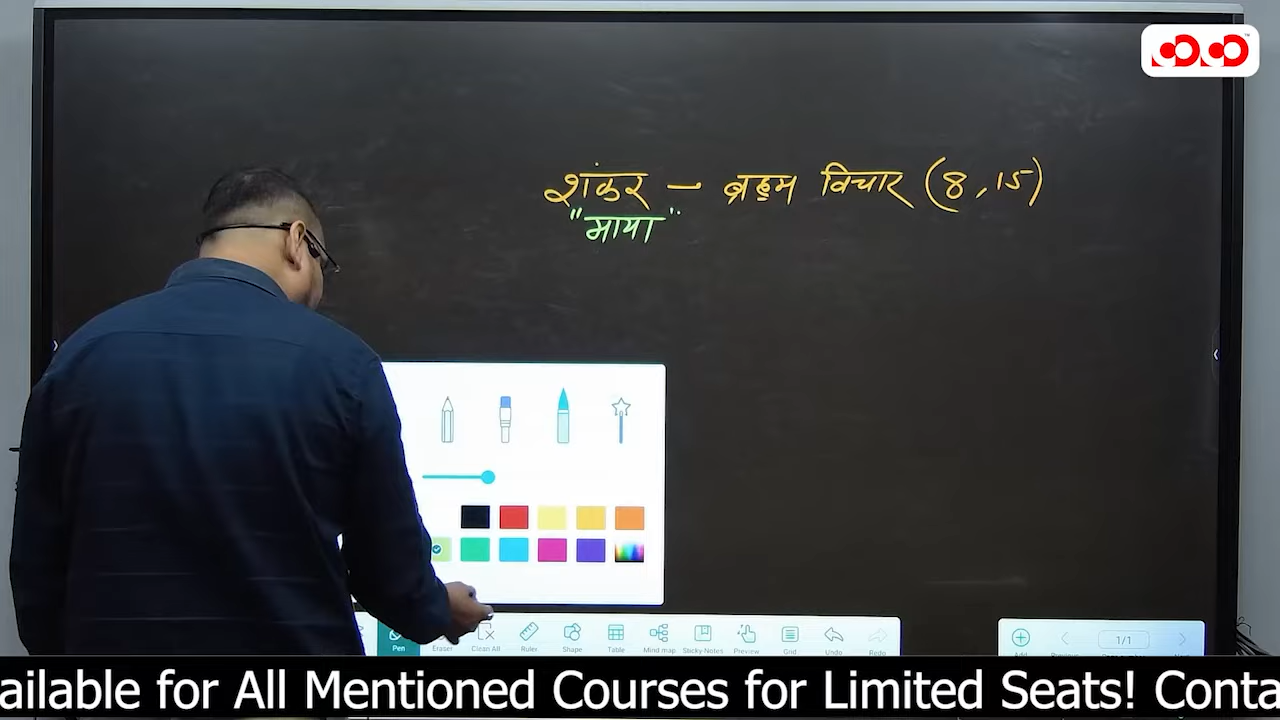 शंकर - ब्रह्म विचार (8,15)
"माया"
Pen
Eraser
Clean All
Ruler
Shape
Table
Mind map
Sticky Notes
Preview
Grid
Undo
Redo
Add
1/1
ailable for All Mentioned Courses for Limited Seats! Conta